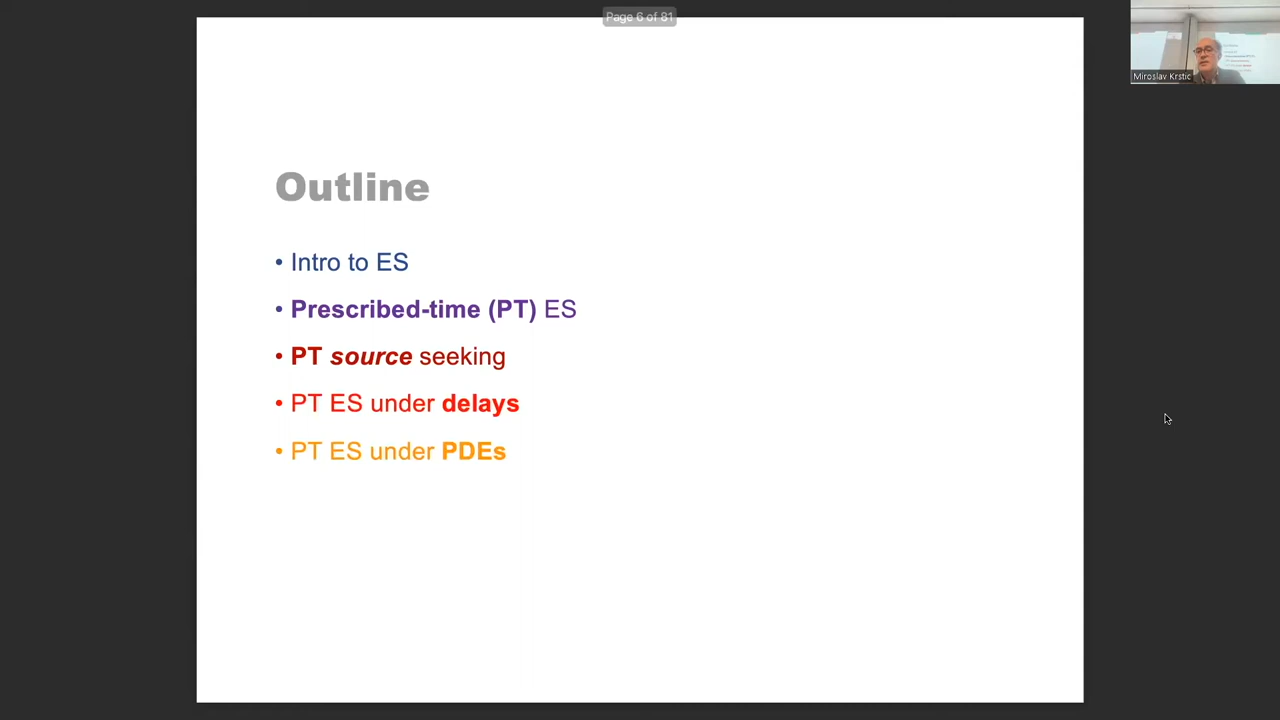 Page 6 of 81
Miroslav Krstic
Outline
• Intro to ES
• Prescribed-time (PT) ES
• PT source seeking
• PT ES under delays
• PT ES under PDEs